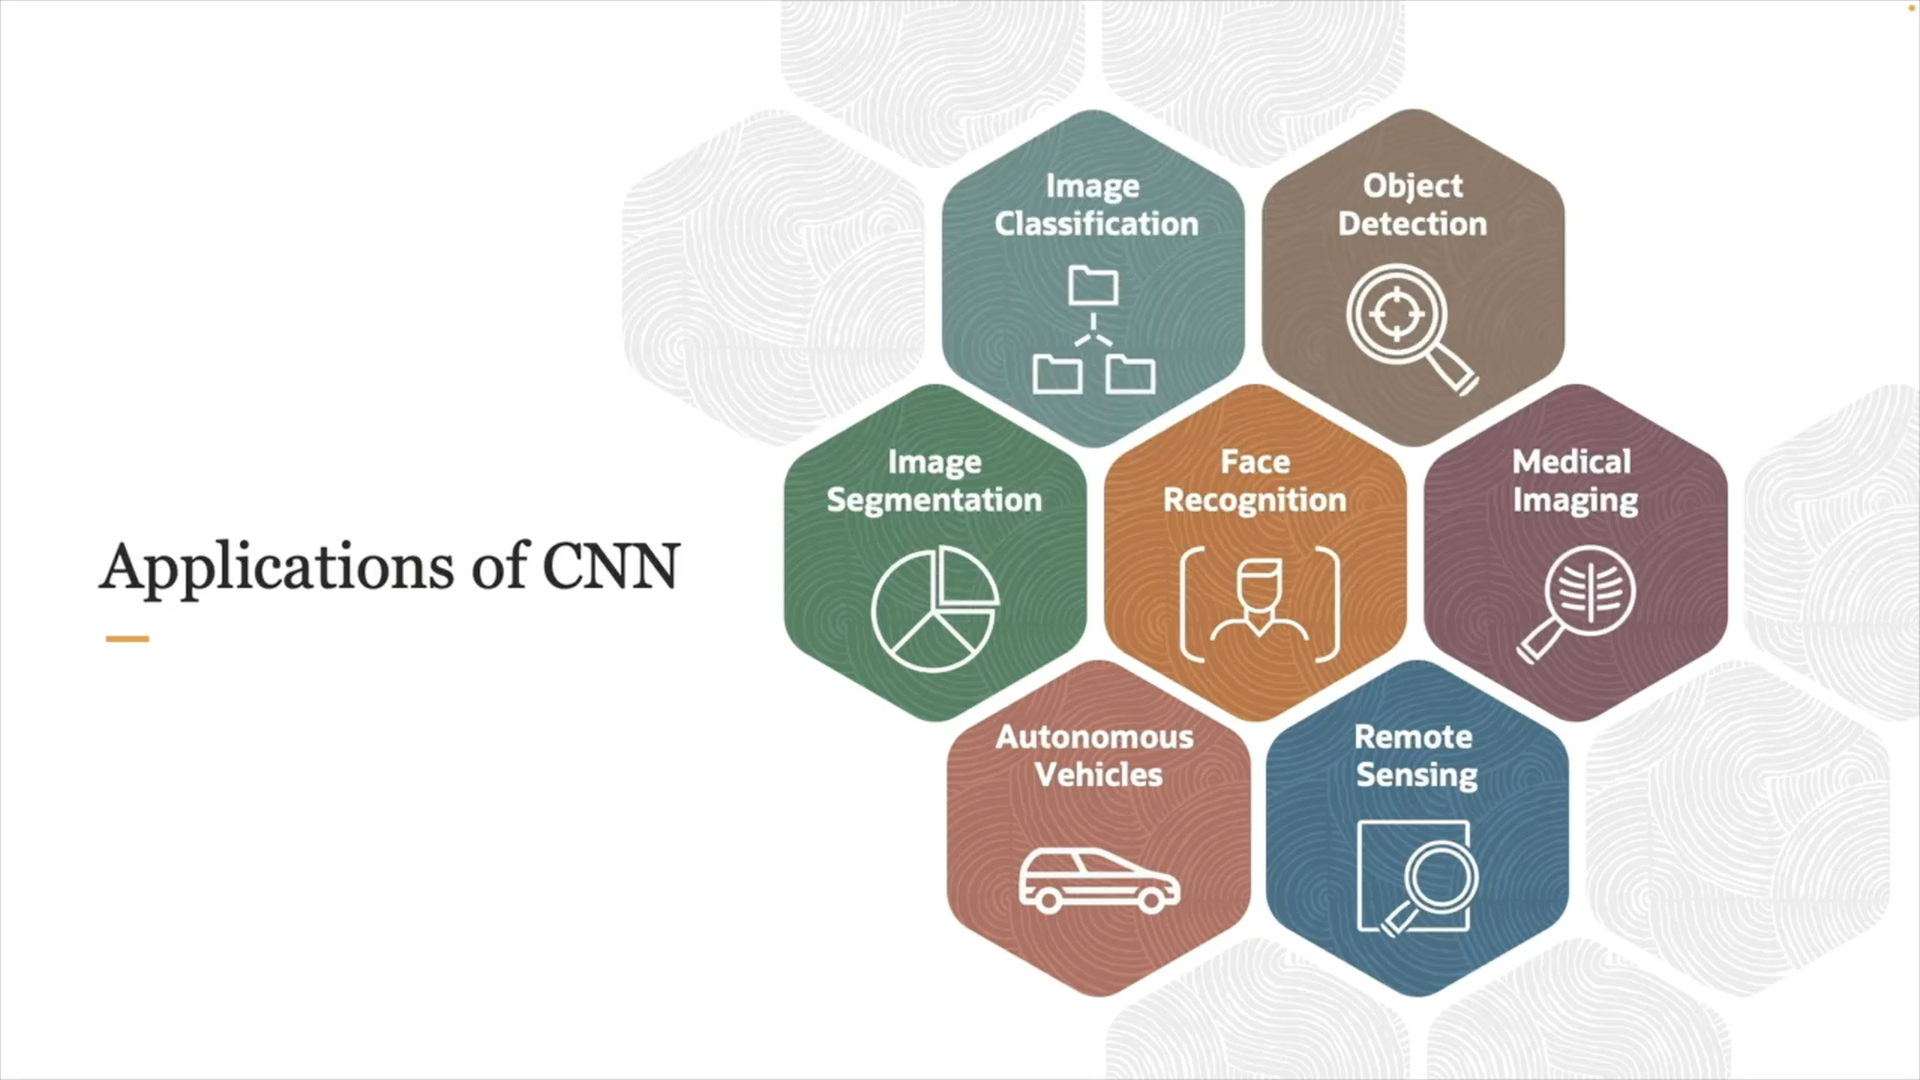 Applications of CNN
Image
Classification
Object
Detection
Image
Segmentation
Face
Recognition
Medical
Imaging
Autonomous
Vehicles
Remote
Sensing